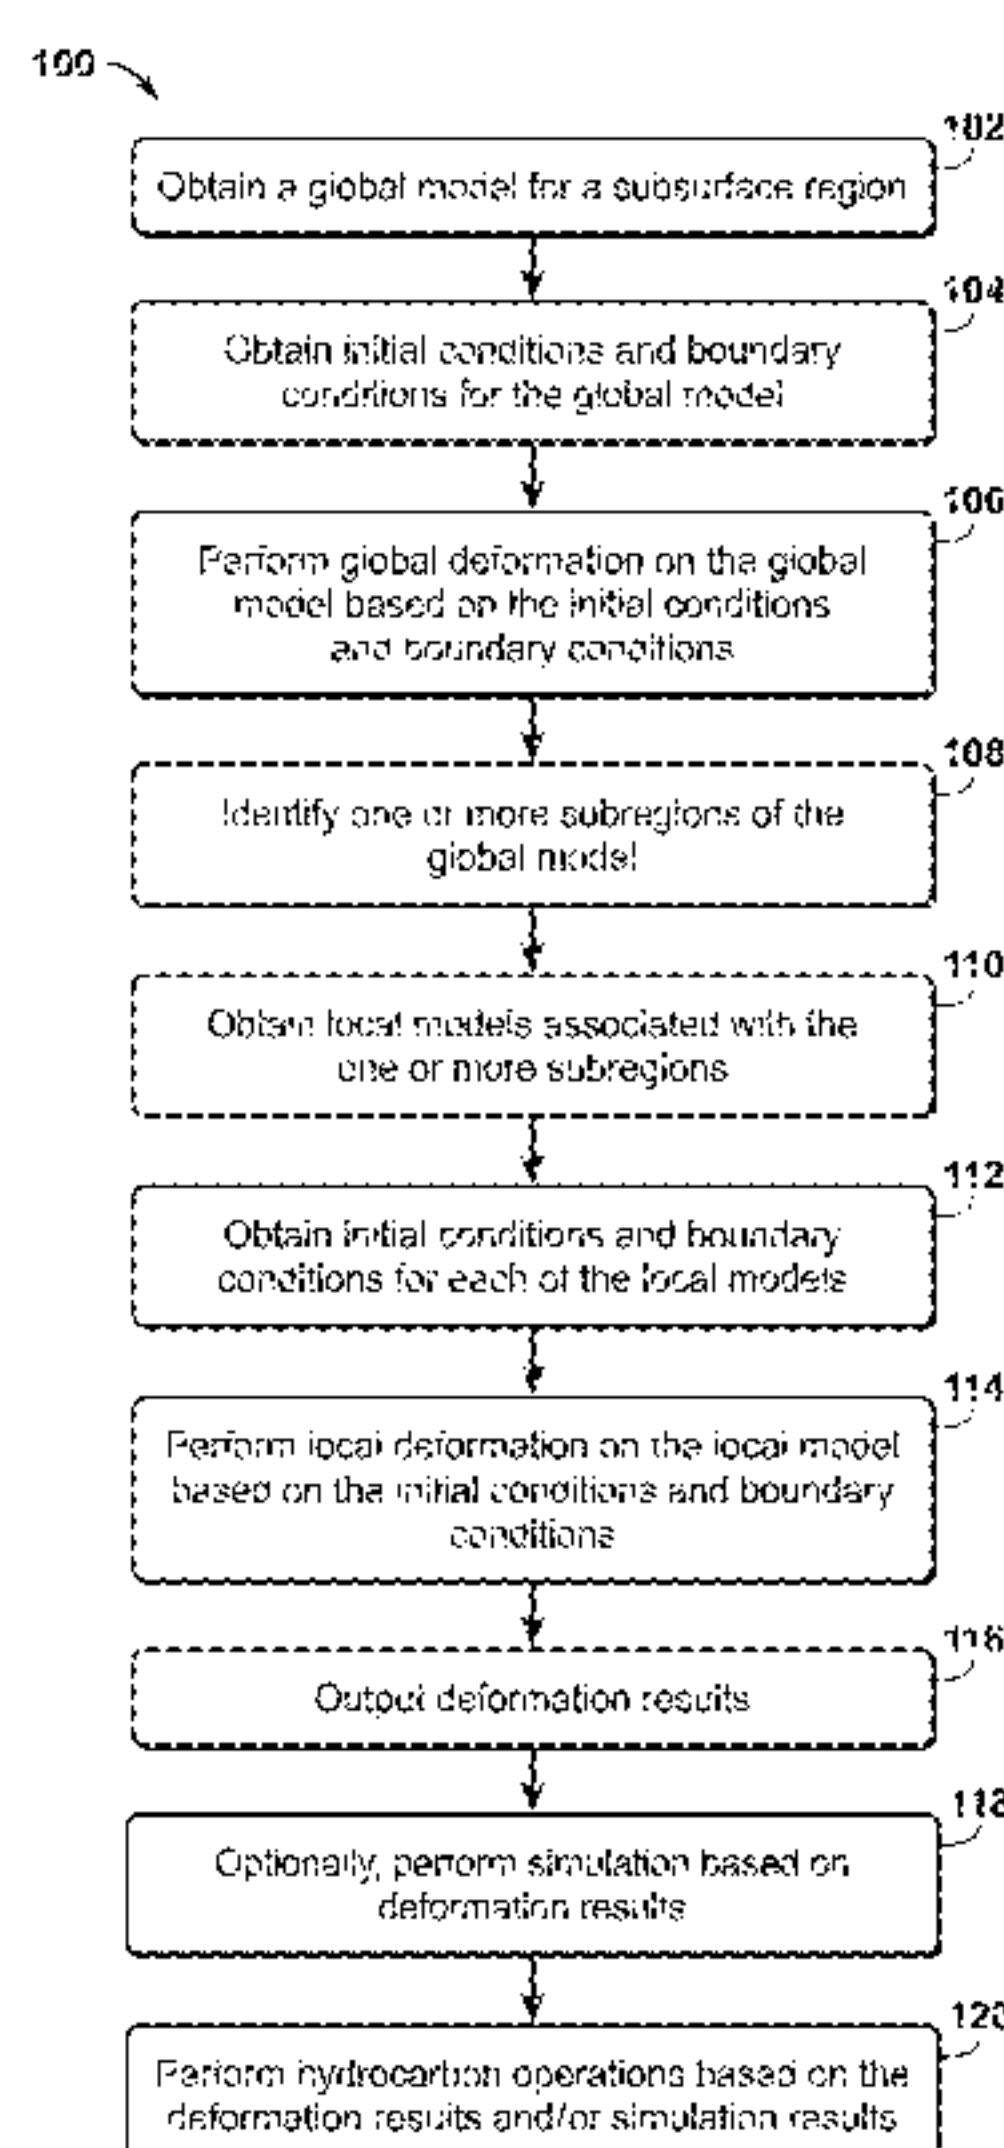 100
102
Obtain a global model for a subsurface region
104
Obtain initial conditions and boundary
conditions for the global model
106
Perform global deformation on the global
model based on the initial conditions
and boundary conditions
108
Identify one or more subregions of the
global model
110
Obtain local models associated with the
one or more subregions
112
Obtain initial conditions and boundary
conditions for each of the local models
114
Perform local deformation on the local model
based on the initial conditions and boundary
conditions
116
Output deformation results
118
Optionally, perform simulation based on
deformation results
120
Perform hydrocarbon operations based on the
deformation results and/or simulation results